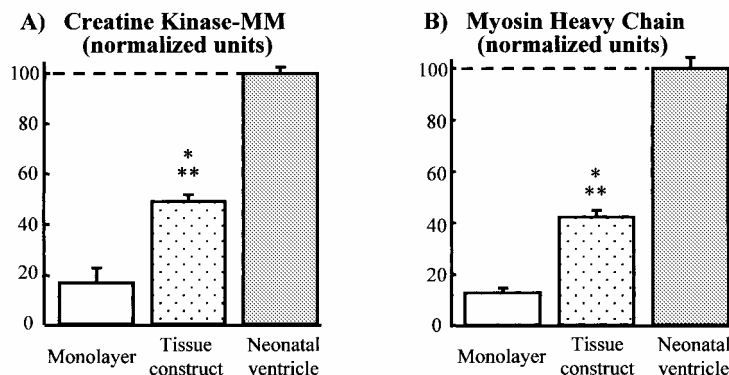 A) Creatine Kinase-MM
(normalized units)
100
80
60
40
20
0
*
**
Monolayer
Tissue
construct
Neonatal
ventricle
B) Myosin Heavy Chain
(normalized units)
100
80
60
40
20
0
*
**
Monolayer
Tissue
construct
Neonatal
ventricle